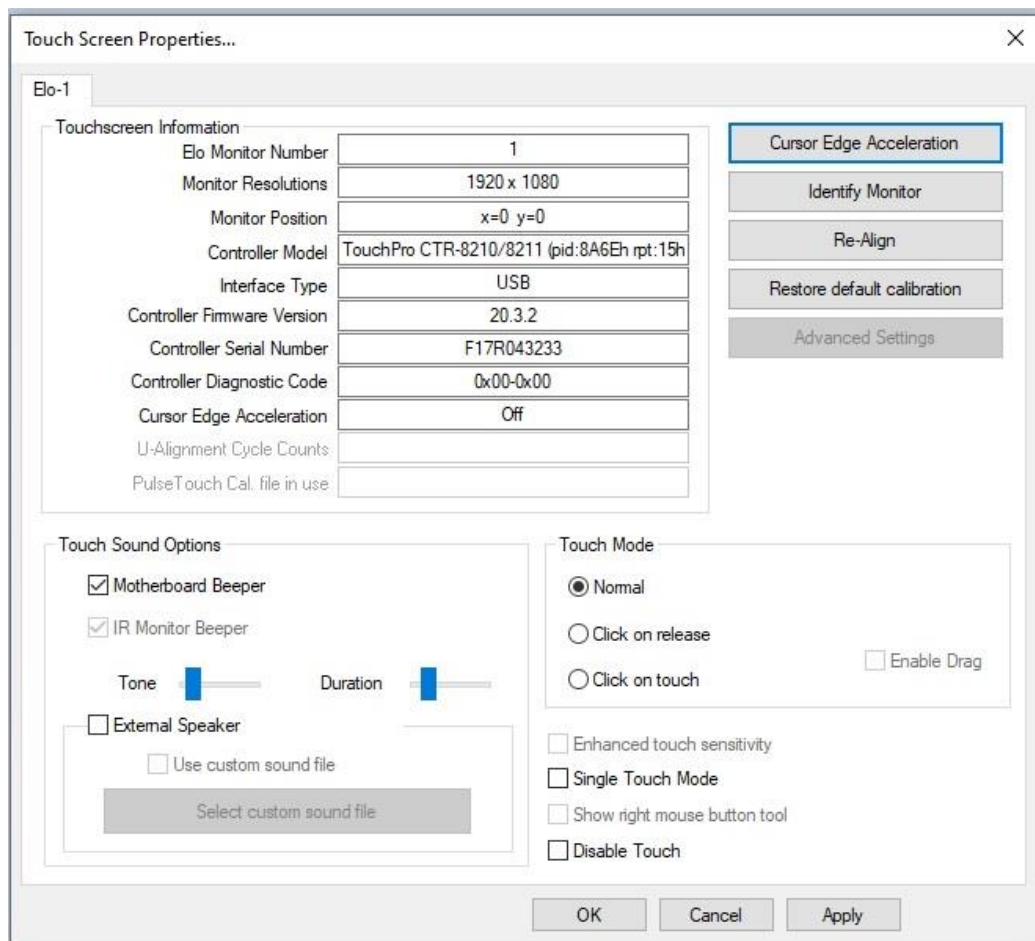 Touch Screen Properties...
Elo-1
Touchscreen Information
Elo Monitor Number 1
Monitor Resolutions 1920 x 1080
Monitor Position x=0 y=0
Controller Model TouchPro CTR-8210/8211 (pid:8A6Eh rpt:15h
Interface Type USB
Controller Firmware Version 20.3.2
Controller Serial Number F17R043233
Controller Diagnostic Code 0x00-0x00
Cursor Edge Acceleration Off
U-Alignment Cycle Counts
PulseTouch Cal. file in use
Cursor Edge Acceleration
Identify Monitor
Re-Align
Restore default calibration
Advanced Settings
Touch Sound Options
Motherboard Beeper
IR Monitor Beeper
Tone Duration
External Speaker
Use custom sound file
Select custom sound file
Touch Mode
Normal
Click on release
Enable Drag
Click on touch
Enhanced touch sensitivity
Single Touch Mode
Show right mouse button tool
Disable Touch
OK Cancel Apply